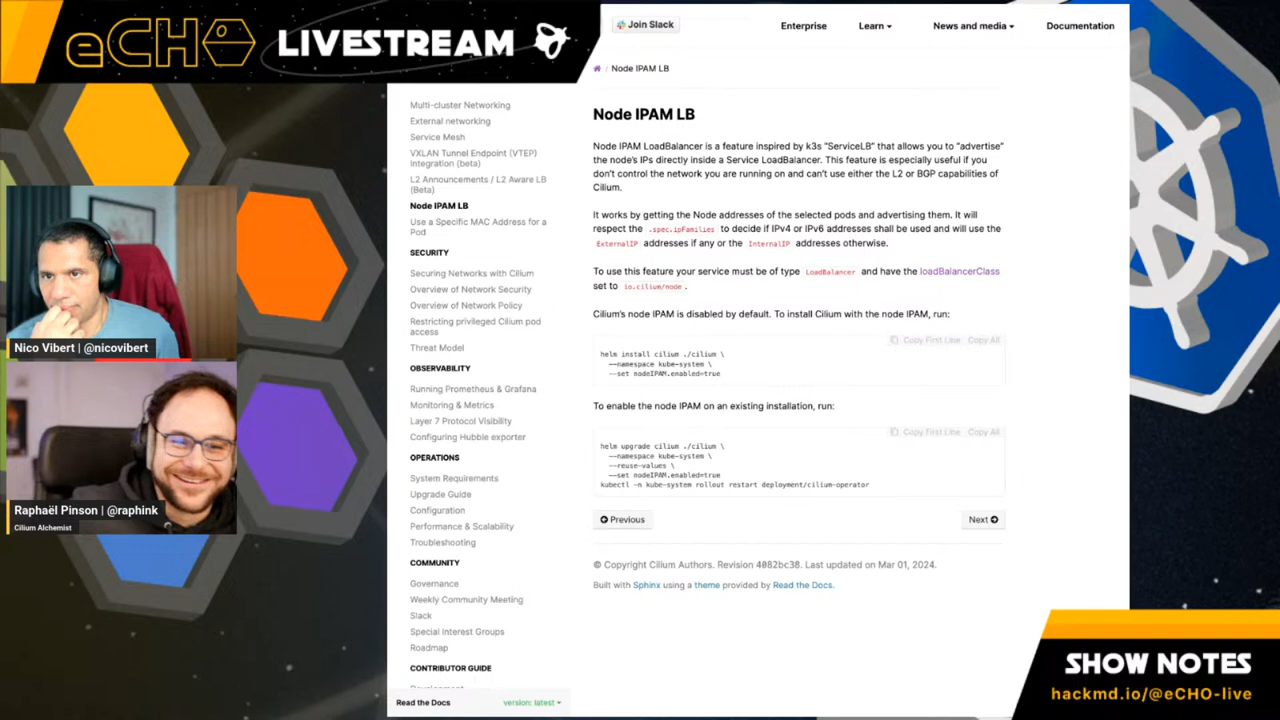 eCHO LIVESTREAM
Join Slack
Enterprise
Learn
News and media
Documentation
/ Node IPAM LB
Multi-cluster Networking
External networking
Service Mesh
VXLAN Tunnel Endpoint (VTEP)
Integration (beta)
L2 Announcements / L2 Aware LB
(Beta)
Node IPAM LB
Use a Specific MAC Address for a
Pod
SECURITY
Securing Networks with Cilium
Overview of Network Security
Overview of Network Policy
Restricting privileged Cilium pod
access
Threat Model
OBSERVABILITY
Running Prometheus & Grafana
Monitoring & Metrics
Layer 7 Protocol Visibility
Configuring Hubble exporter
OPERATIONS
System Requirements
Upgrade Guide
Configuration
Performance & Scalability
Troubleshooting
COMMUNITY
Governance
Weekly Community Meeting
Slack
Special Interest Groups
Roadmap
CONTRIBUTOR GUIDE
Development
Read the Docs
version: latest
Node IPAM LB
Node IPAM LoadBalancer is a feature inspired by k3s "ServiceLB" that allows you to "advertise"
the node's IPs directly inside a Service LoadBalancer. This feature is especially useful if you
don't control the network you are running on and can't use either the L2 or BGP capabilities of
Cilium.
It works by getting the Node addresses of the selected pods and advertising them. It will
respect the .spec.ipFamilies to decide if IPv4 or IPv6 addresses shall be used and will use the
ExternalIP addresses if any or the InternalIP addresses otherwise.
To use this feature your service must be of type LoadBalancer and have the loadBalancerClass
set to io.cilium/node.
Cilium's node IPAM is disabled by default. To install Cilium with the node IPAM, run:
Copy First Line Copy All
helm install cilium ./cilium \
--namespace kube-system \
--set nodeIPAM.enabled=true
To enable the node IPAM on an existing installation, run:
Copy First Line Copy All
helm upgrade cilium ./cilium \
--namespace kube-system \
--reuse-values \
--set nodeIPAM.enabled=true
kubectl -n kube-system rollout restart deployment/cilium-operator
Previous
Next
© Copyright Cilium Authors. Revision 4082bc38. Last updated on Mar 01, 2024.
Built with Sphinx using a theme provided by Read the Docs.
Nico Vibert | @nicovibert
Raphaël Pinson | @raphink
Cilium Alchemist
SHOW NOTES
hackmd.io/@eCHO-live